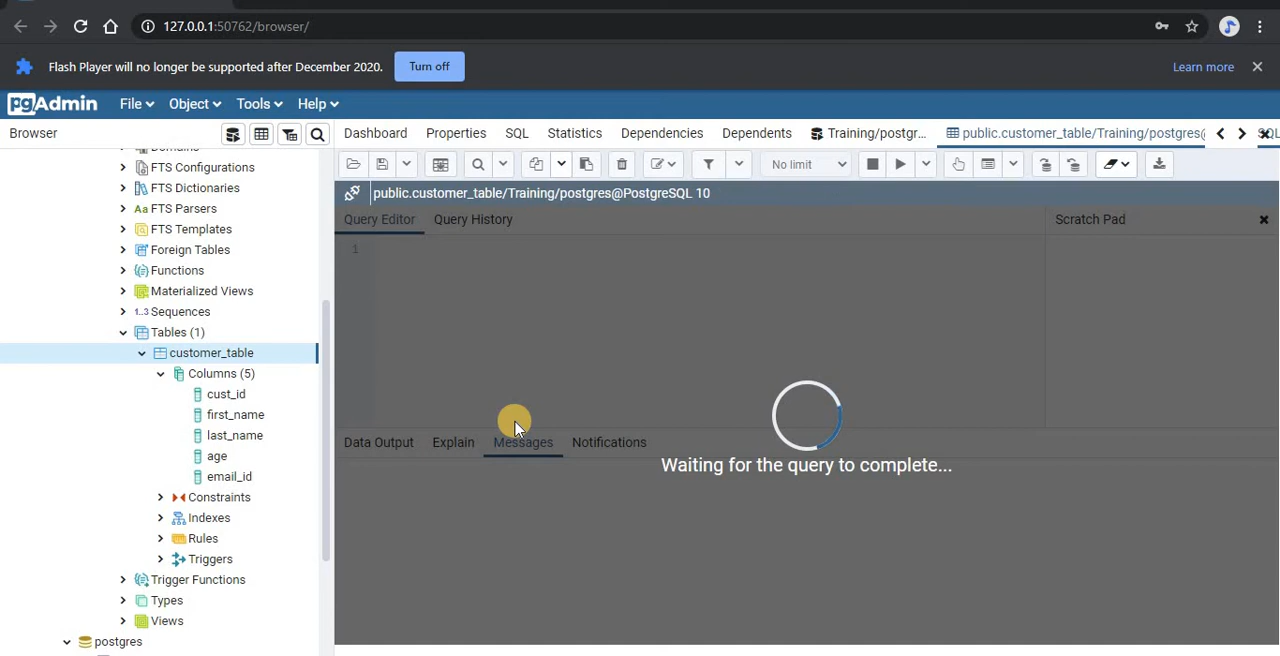 127.0.0.1:50762/browser/
Flash Player will no longer be supported after December 2020.
Turn off
Learn more
pgAdmin
File
Object
Tools
Help
Browser
Dashboard
Properties
SQL
Statistics
Dependencies
Dependents
Training/postgr...
public.customer_table/Training/postgres@
SQL
No limit
public.customer_table/Training/postgres@PostgreSQL 10
Query Editor
Query History
Scratch Pad
1
Domains
FTS Configurations
FTS Dictionaries
Aa FTS Parsers
FTS Templates
Foreign Tables
Functions
Materialized Views
1..3 Sequences
Tables (1)
customer_table
Columns (5)
cust_id
first_name
last_name
age
email_id
Constraints
Indexes
Rules
Triggers
Trigger Functions
Types
Views
postgres
Data Output
Explain
Messages
Notifications
Waiting for the query to complete...